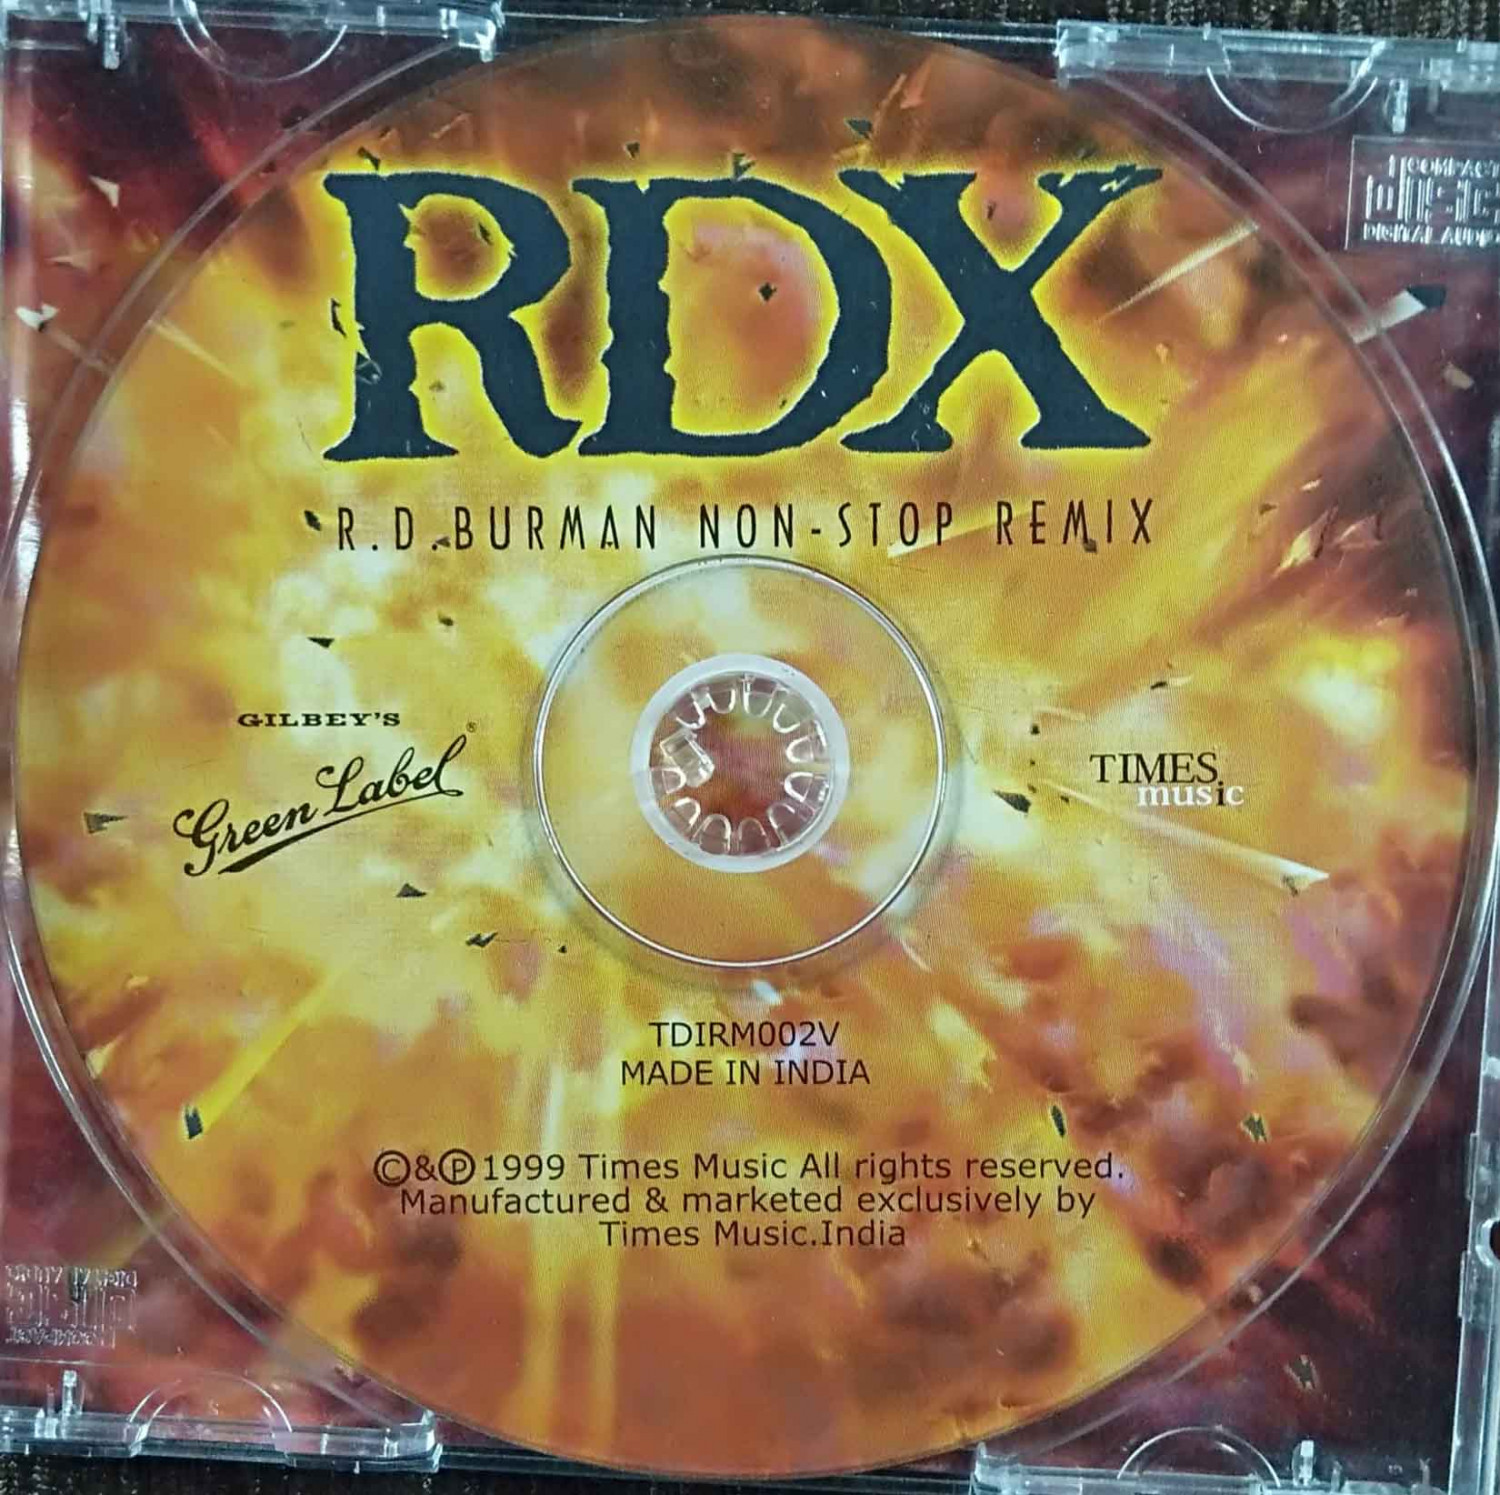 COMPACT
DIGITAL AUDIO
RDX
R.D.BURMAN NON-STOP REMIX
GILBEY'S
Green Label®
TIMES
music
TDIRM002V
MADE IN INDIA
©&℗1999 Times Music All rights reserved.
Manufactured & marketed exclusively by
Times Music.India